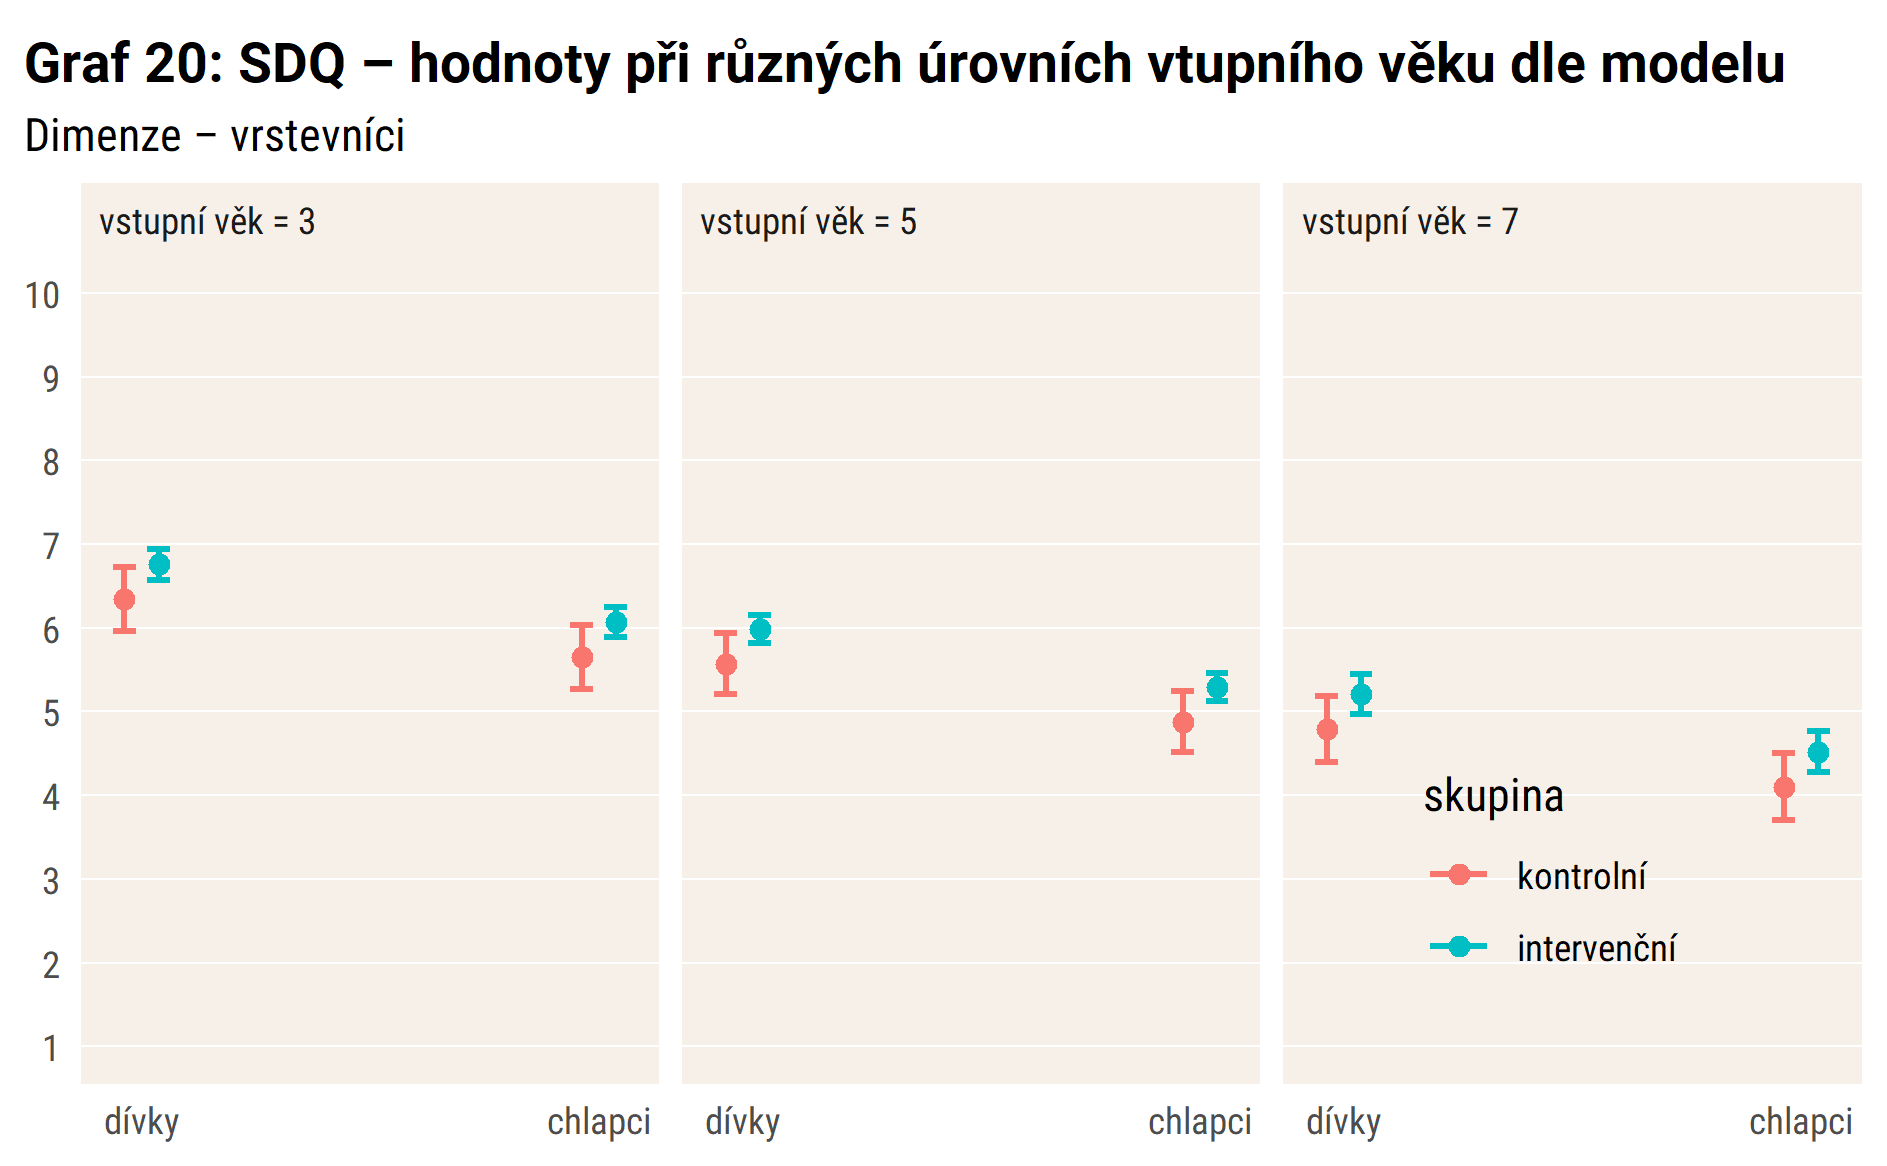 Graf 20: SDQ – hodnoty při různých úrovních vtupního věku dle modelu
Dimenze – vrstevníci
vstupní věk = 3
vstupní věk = 5
vstupní věk = 7
10
9
8
7
6
5
4
3
2
1
skupina
kontrolní
intervenční
dívky
chlapci
dívky
chlapci
dívky
chlapci